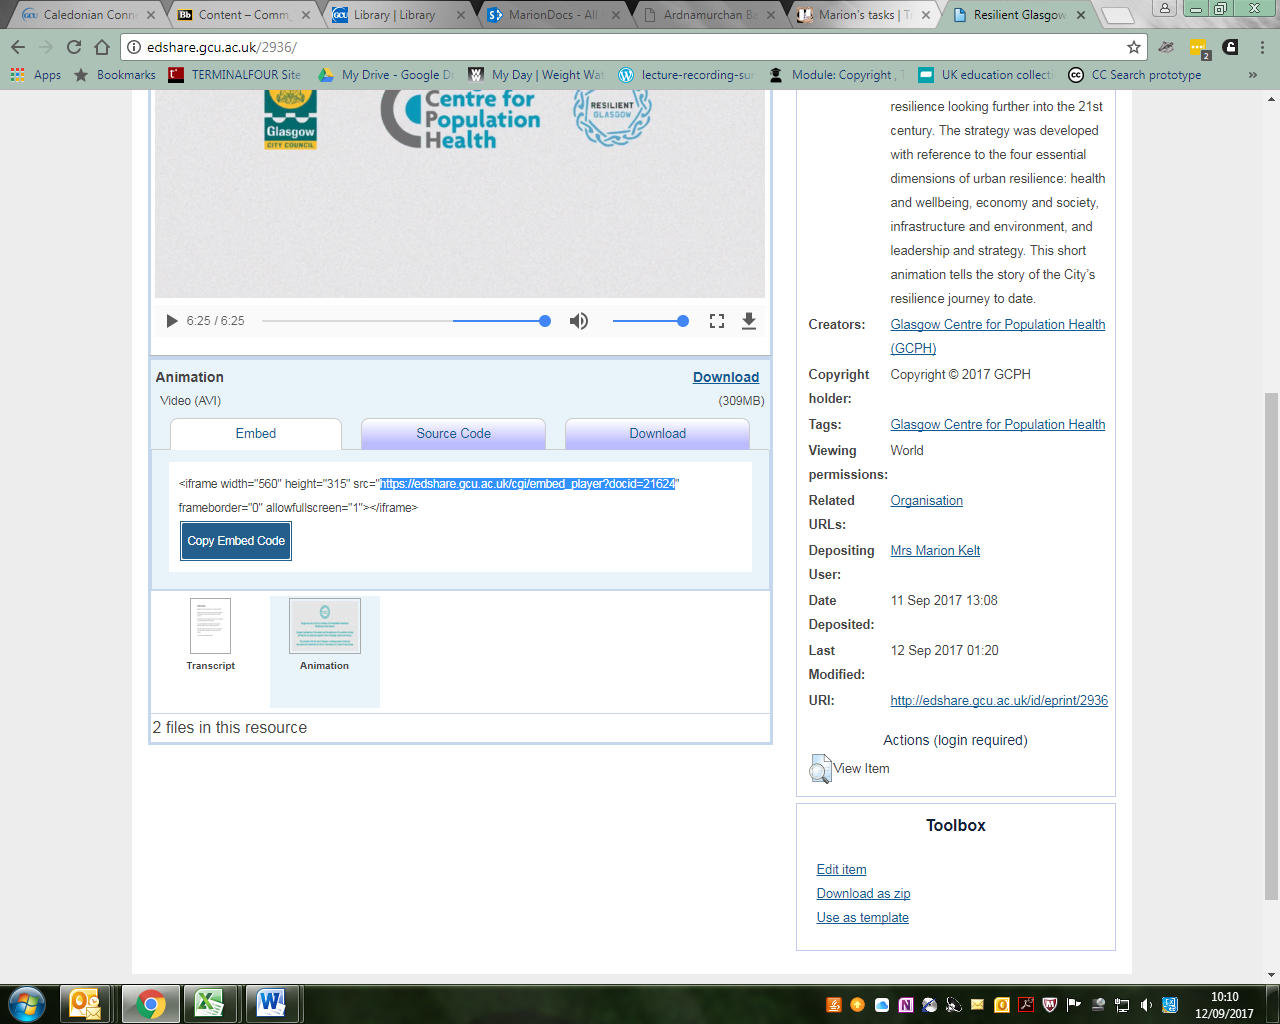 Caledonian Conn
Content – Comm
Library | Library
MarionDocs - All
Ardnamurchan Ba
Marion's tasks | T
Resilient Glasgow
edshare.gcu.ac.uk/2936/
Apps
Bookmarks
TERMINALFOUR Site
My Drive - Google Dr
My Day | Weight Wat
lecture-recording-sur
Module: Copyright ,
UK education collecti
CC Search prototype
»
Glasgow
CITY COUNCIL
Centre for
Population
Health
RESILIENT
GLASGOW
6:25 / 6:25
Animation
Download
Video (AVI)
(309MB)
Embed
Source Code
Download
<iframe width="560" height="315" src="https://edshare.gcu.ac.uk/cgi/embed_player?docid=21624"
frameborder="0" allowfullscreen="1"></iframe>
Copy Embed Code
Transcript
Animation
2 files in this resource
resilience looking further into the 21st
century. The strategy was developed
with reference to the four essential
dimensions of urban resilience: health
and wellbeing, economy and society,
infrastructure and environment, and
leadership and strategy. This short
animation tells the story of the City's
resilience journey to date.
Creators: Glasgow Centre for Population Health
(GCPH)
Copyright holder: Copyright © 2017 GCPH
Tags: Glasgow Centre for Population Health
Viewing permissions: World
Related URLs: Organisation
Depositing User: Mrs Marion Kelt
Date Deposited: 11 Sep 2017 13:08
Last Modified: 12 Sep 2017 01:20
URI: http://edshare.gcu.ac.uk/id/eprint/2936
Actions (login required)
View Item
Toolbox
Edit item
Download as zip
Use as template
10:10
12/09/2017